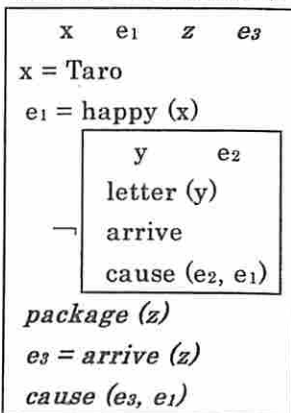 x e₁ z e₃
x = Taro
e₁ = happy (x)
y e₂
letter (y)
¬ arrive
cause (e₂, e₁)
package (z)
e₃ = arrive (z)
cause (e₃, e₁)